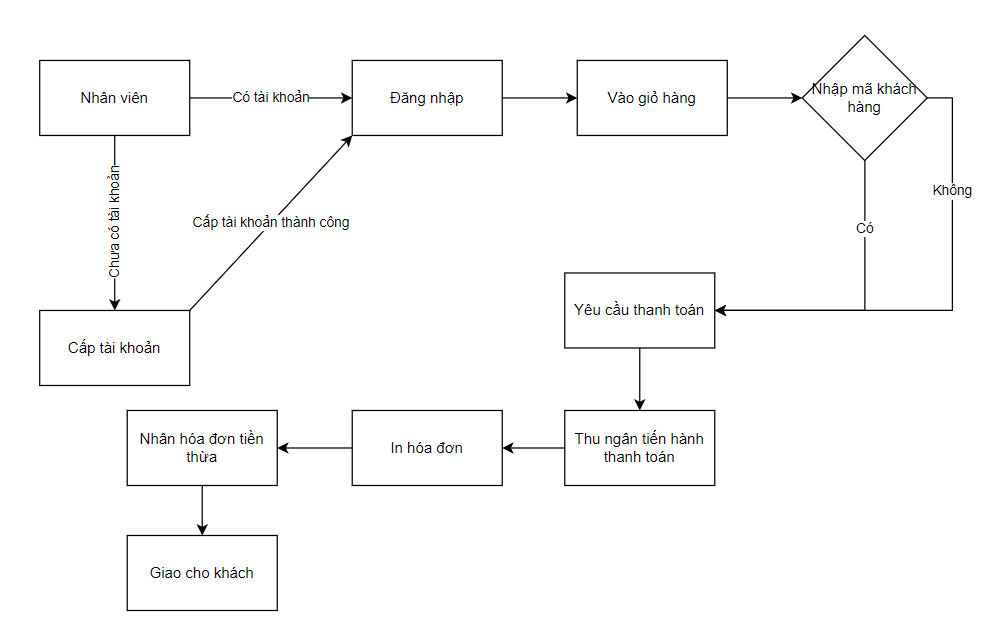 Nhân viên
Có tài khoản
Đăng nhập
Vào giỏ hàng
Nhập mã khách
hàng
Chưa có tài khoản
Cấp tài khoản thành công
Không
Có
Yêu cầu thanh toán
Cấp tài khoản
Nhân hóa đơn tiền
thừa
In hóa đơn
Thu ngân tiến hành
thanh toán
Giao cho khách